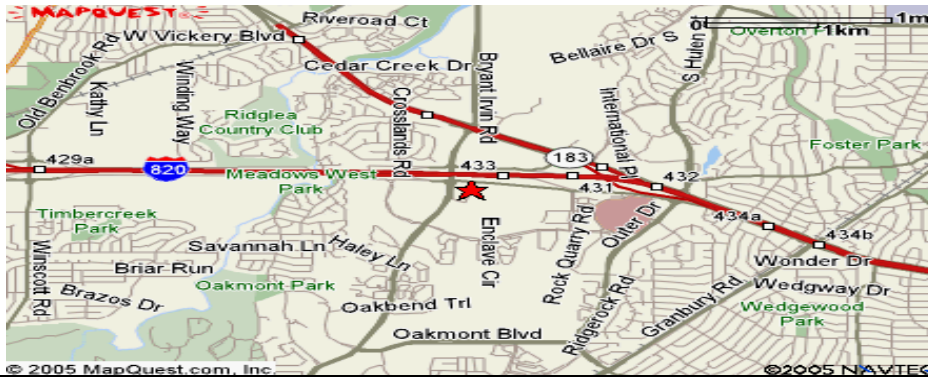 MAPQUEST
Riveroad Ct
W Vickery Blvd
Old Benbrook Rd
Kathy Ln
Winding Way
Cedar Creek Dr
Crosslands Rd
Bryant Irvin Rd
Bellaire Dr S
S Hulen
Overton P
0
1m
1km
International Pl
Ridglea
Country Club
Foster Park
429a
820
Meadows West
Park
433
183
431
432
434a
434b
Timbercreek
Park
Winscott Rd
Savannah Ln
Haley Ln
Briar Run
Brazos Dr
Oakmont Park
Oakbend Trl
Oakmont Blvd
Enclave Cir
Rock Quarry Rd
Outer Dr
Ridgerock Rd
Granbury Rd
Wonder Dr
Wedgway Dr
Wedgwood
Park
© 2005 MapQuest.com, Inc.
©2005 NAVTEQ